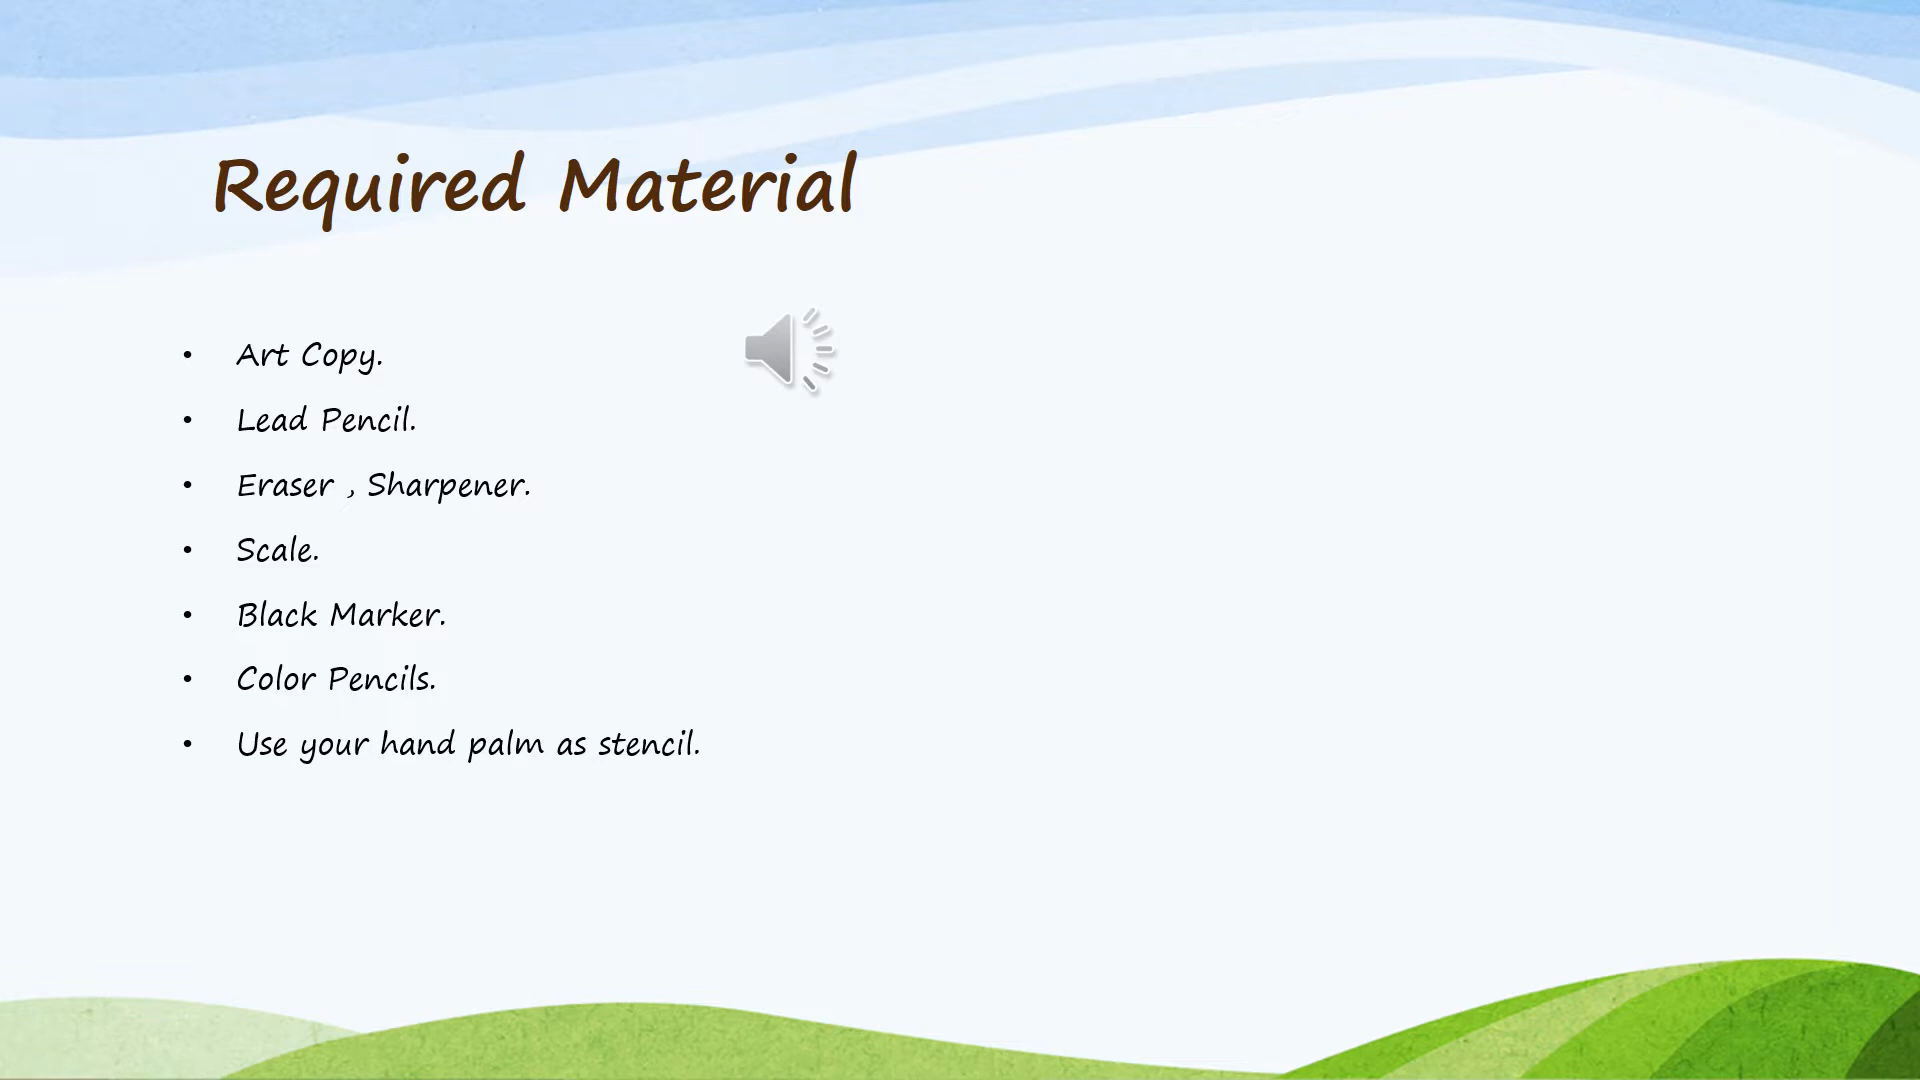 Required Material
• Art Copy.
• Lead Pencil.
• Eraser , Sharpener.
• Scale.
• Black Marker.
• Color Pencils.
• Use your hand palm as stencil.